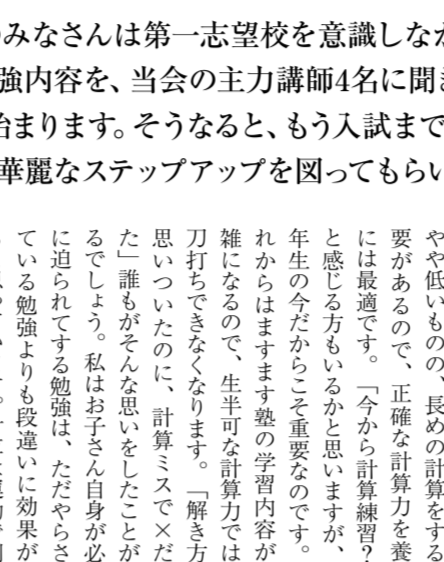 みなさんは第一志望校を意識しなが
強内容を、当会の主力講師4名に聞き
始まります。そうなると、もう入試まで
華麗なステップアップを図ってもらい
やや低いものの、長めの計算をする
要があるので、正確な計算力を養
には最適です。「今から計算練習?
と感じる方もいるかと思いますが、
年生の今だからこそ重要なのです。
れからはますます塾の学習内容が
雑になるので、生半可な計算力では
刀打ちできなくなります。「解き方
思いついたのに、計算ミスで×だ
た」誰もがそんな思いをしたことが
るでしょう。私はお子さん自身が必
に迫られてする勉強は、ただやらさ
ている勉強よりも段違いに効果が